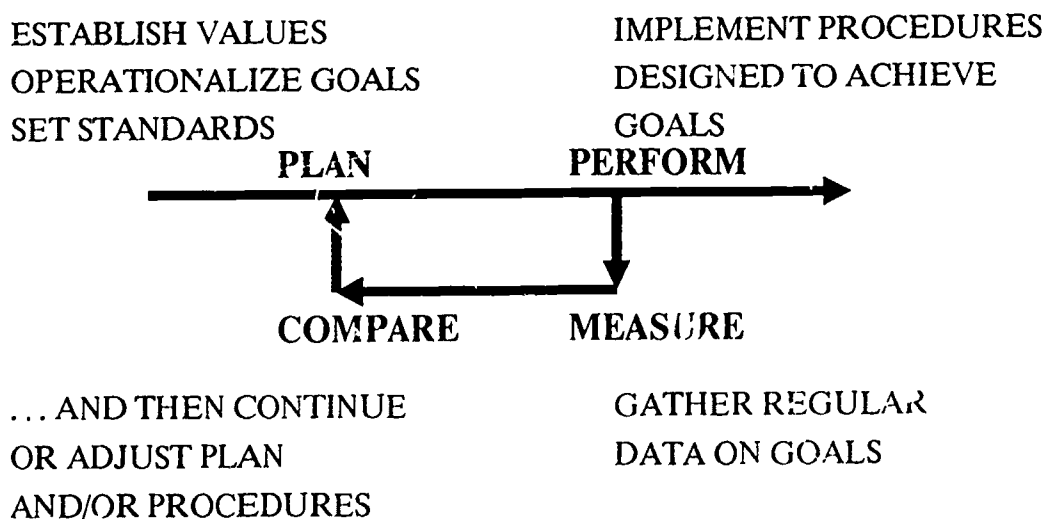 ESTABLISH VALUES
OPERATIONALIZE GOALS
SET STANDARDS
IMPLEMENT PROCEDURES
DESIGNED TO ACHIEVE
GOALS
PLAN
PERFORM
COMPARE
MEASURE
... AND THEN CONTINUE
OR ADJUST PLAN
AND/OR PROCEDURES
GATHER REGULAR
DATA ON GOALS